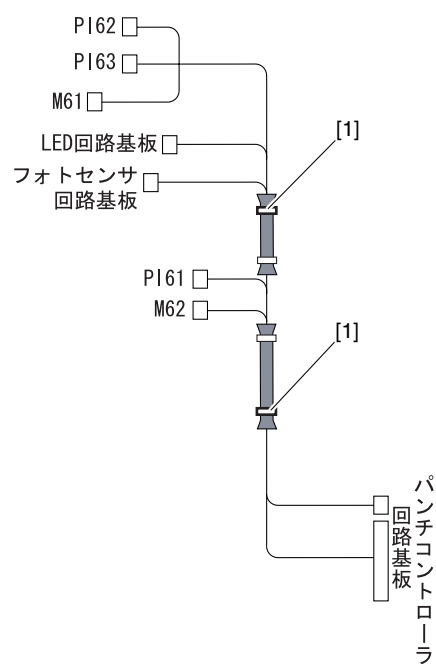 PI62
PI63
M61
LED回路基板
フォトセンサ
回路基板
[1]
PI61
M62
[1]
パンチコントローラ
回路基板